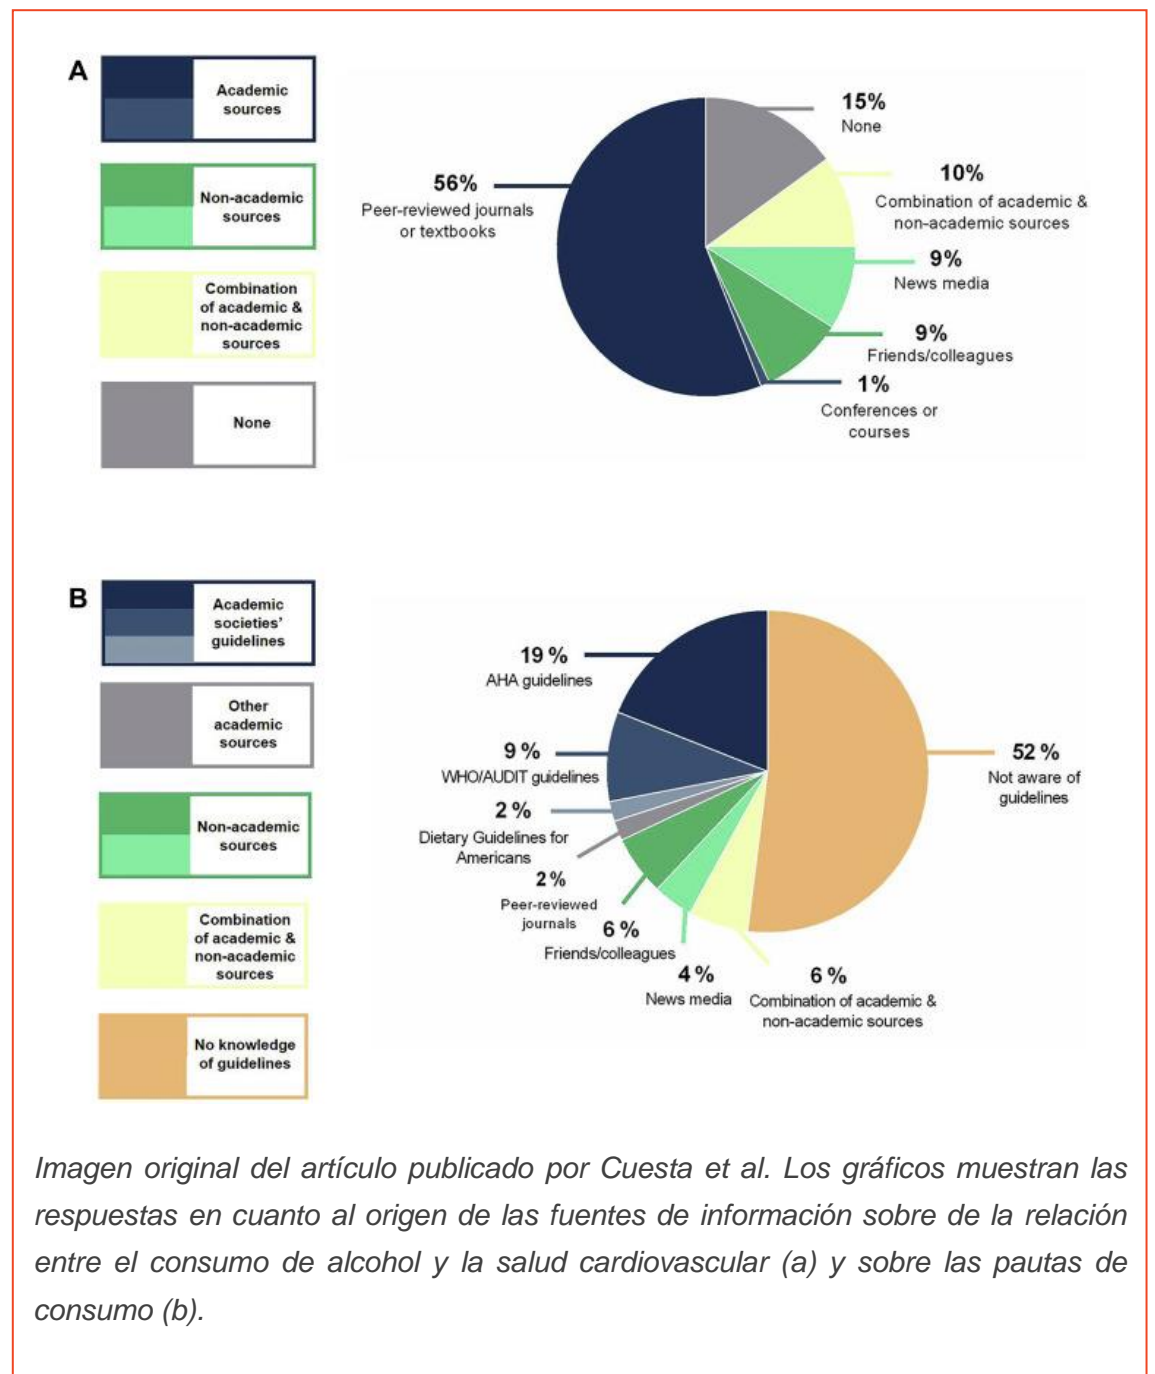 A
Academic
sources
Non-academic
sources
Combination
of academic &
non-academic
sources
None
15%
None
10%
Combination of academic &
non-academic sources
9%
News media
9%
Friends/colleagues
1%
Conferences or
courses
56%
Peer-reviewed journals
or textbooks
B
Academic
societies'
guidelines
Other
academic
sources
Non-academic
sources
Combination
of academic &
non-academic
sources
No knowledge
of guidelines
19 %
AHA guidelines
9 %
WHO/AUDIT guidelines
2 %
Dietary Guidelines for
Americans
2 %
Peer-reviewed
journals
6 %
Friends/colleagues
4 %
News media
6 %
Combination of academic &
non-academic sources
52 %
Not aware of
guidelines
Imagen original del artículo publicado por Cuesta et al. Los gráficos muestran las
respuestas en cuanto al origen de las fuentes de información sobre de la relación
entre el consumo de alcohol y la salud cardiovascular (a) y sobre las pautas de
consumo (b).